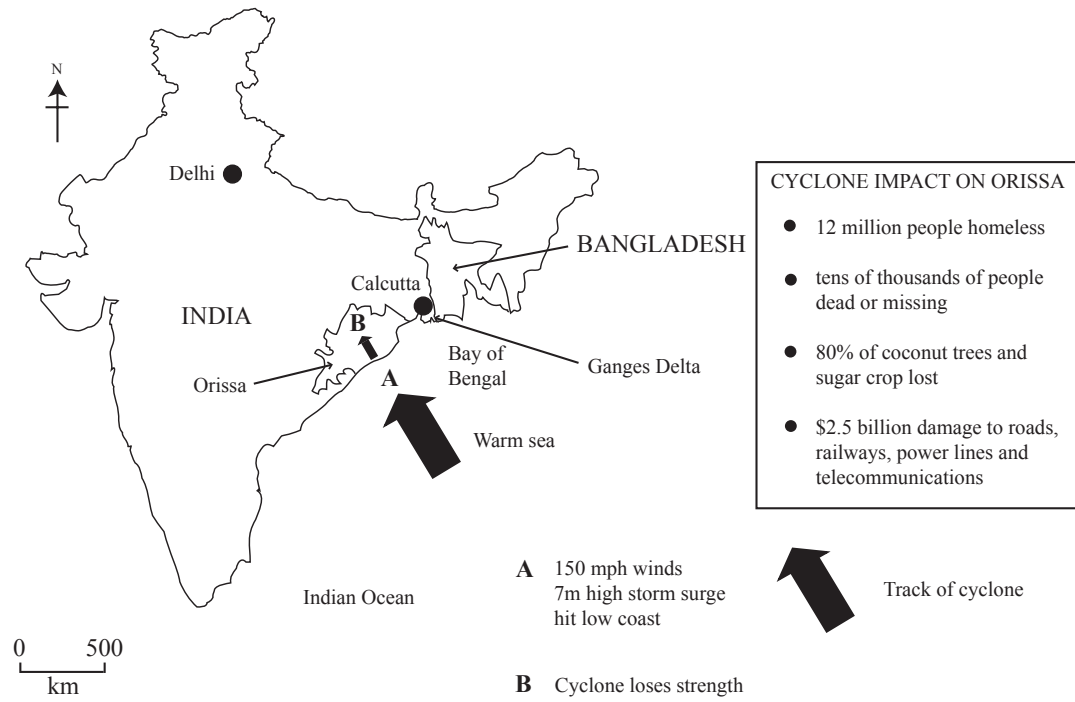 N
Delhi
CYCLONE IMPACT ON ORISSA
● 12 million people homeless
● tens of thousands of people
dead or missing
● 80% of coconut trees and
sugar crop lost
● $2.5 billion damage to roads,
railways, power lines and
telecommunications
BANGLADESH
Calcutta
INDIA
B
Bay of
Bengal
Ganges Delta
Orissa
A
Warm sea
Indian Ocean
A 150 mph winds
7m high storm surge
hit low coast
Track of cyclone
0 500
km
B Cyclone loses strength